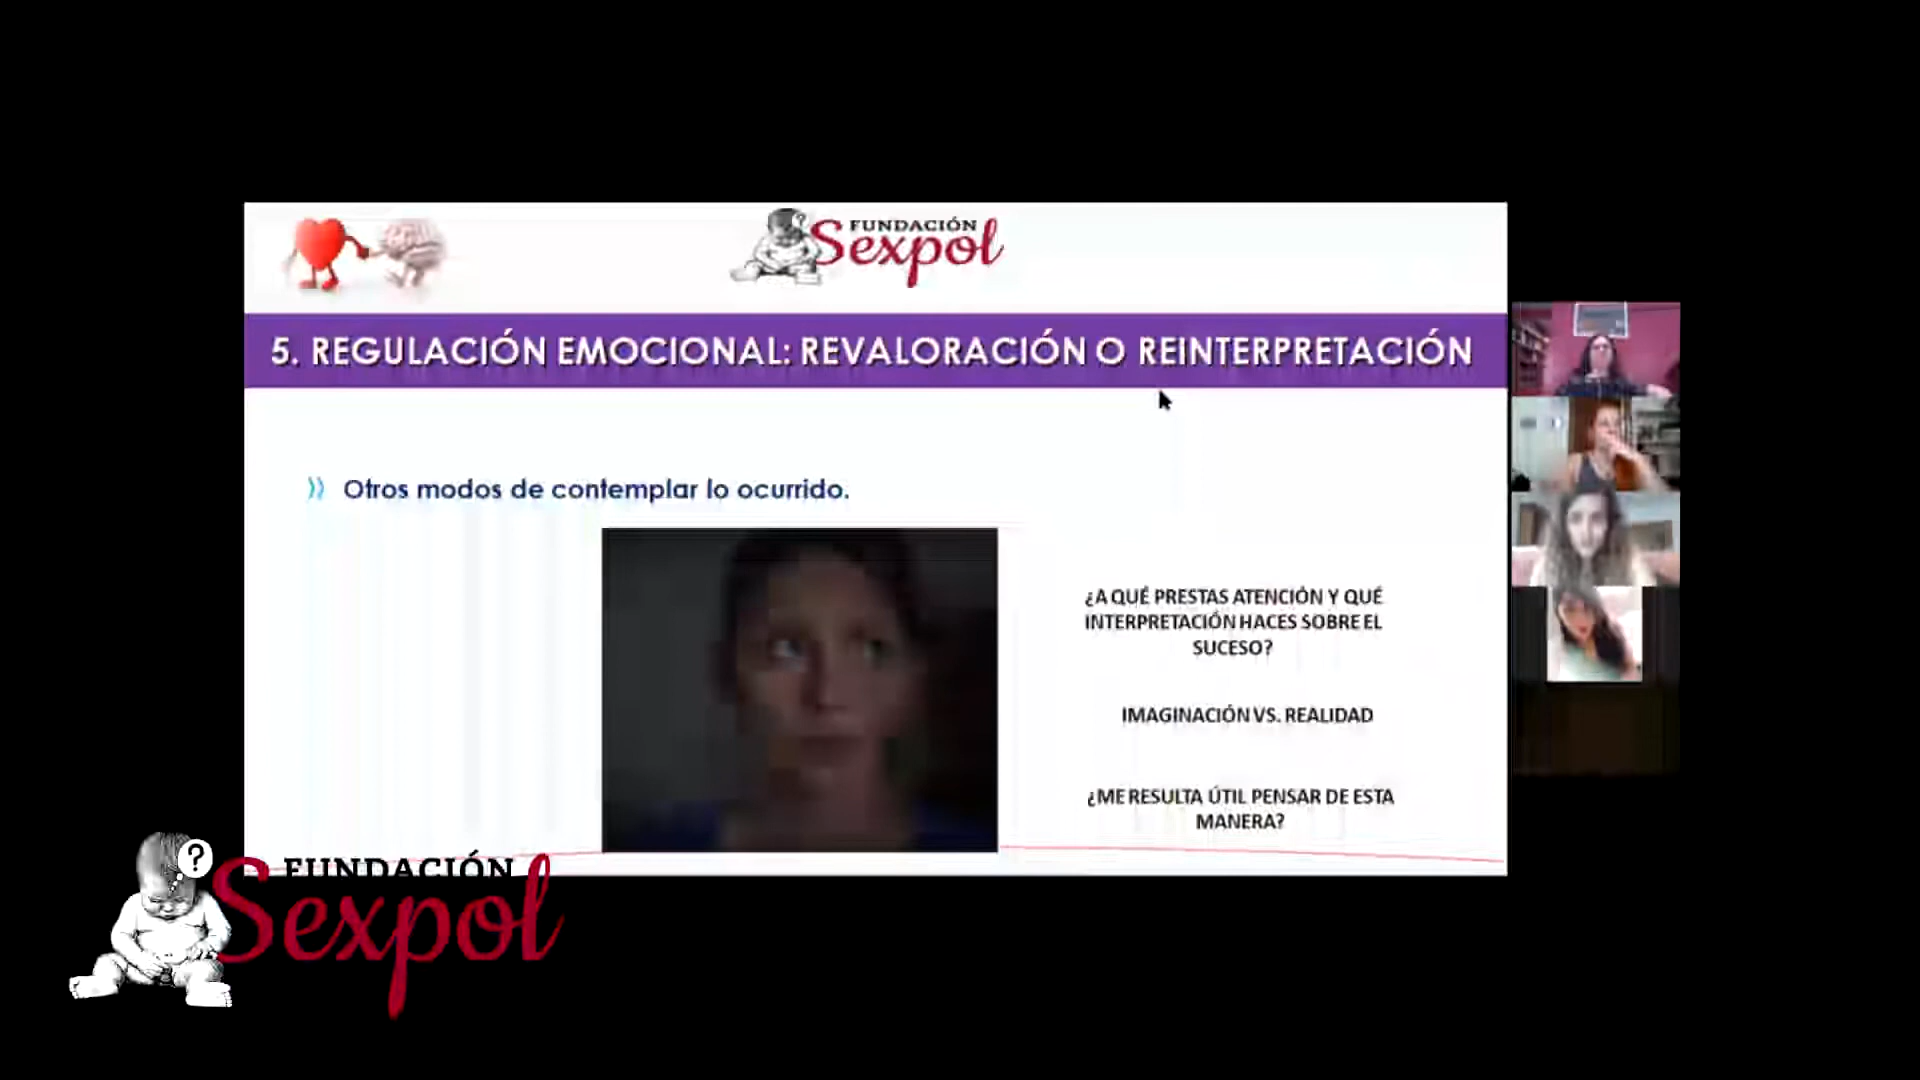 FUNDACIÓN
Sexpol
5. REGULACIÓN EMOCIONAL: REVALORACIÓN O REINTERPRETACIÓN
Otros modos de contemplar lo ocurrido.
¿A QUÉ PRESTAS ATENCIÓN Y QUÉ
INTERPRETACIÓN HACES SOBRE EL
SUCESO?
IMAGINACIÓN VS. REALIDAD
¿ME RESULTA ÚTIL PENSAR DE ESTA
MANERA?
?
FUNDACIÓN
Sexpol